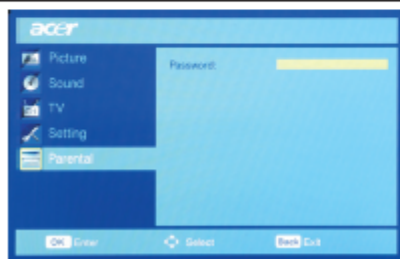 acer
Picture
Password:
Sound
TV
Setting
Parental
OK Enter
Select
Back Exit